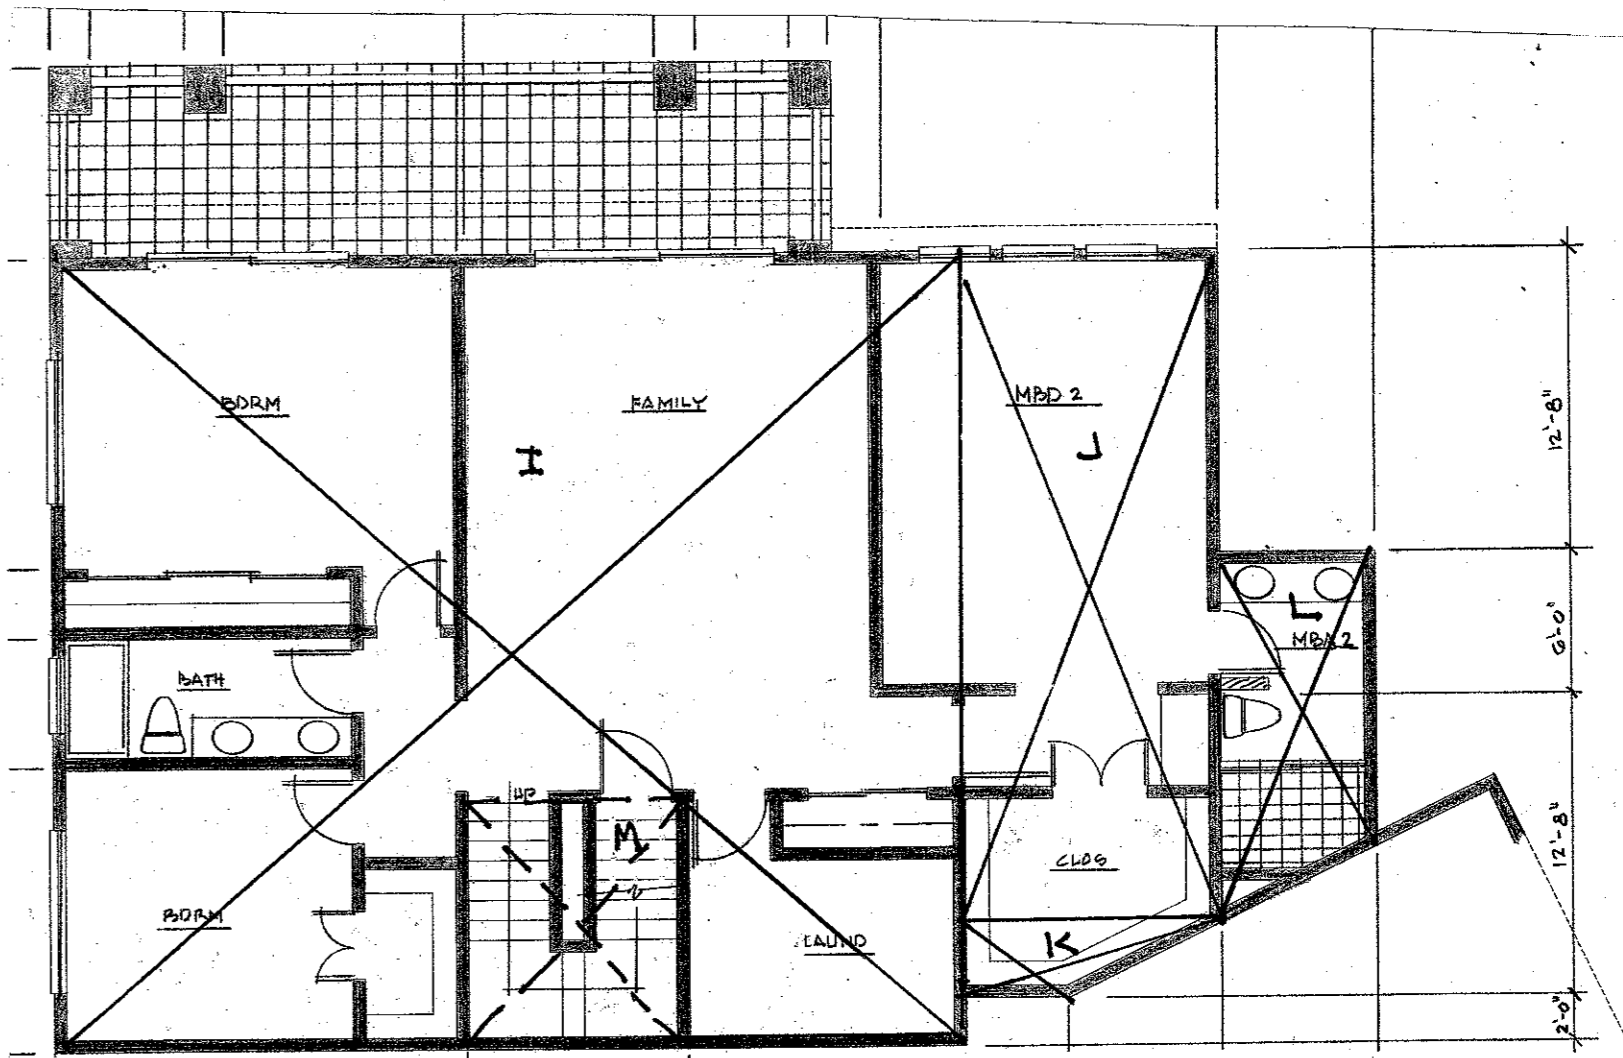 BDRM
FAMILY
MBD 2
I
J
12'-8"
L
MBA 2
6'-0"
BATH
UP
M
CLOS
12'-8"
BDRM
LAUND
K
2'-0"